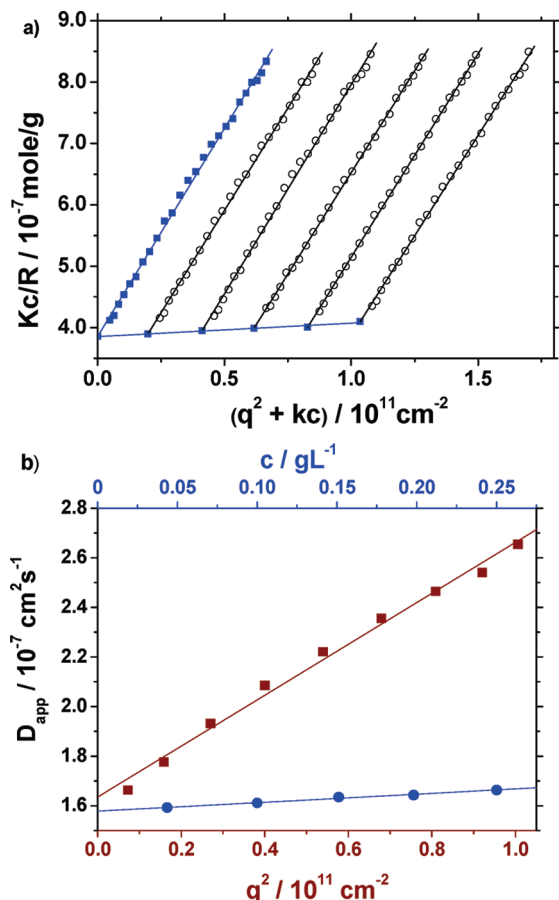 a)
9.0
8.0
7.0
6.0
5.0
4.0
Kc/R / 10⁻⁷mole/g
0.0 0.5 1.0 1.5
(q² + kc) / 10¹¹cm⁻²
b)
c / gL⁻¹
0 0.05 0.10 0.15 0.20 0.25
2.8
2.6
2.4
2.2
2.0
1.8
1.6
D_app / 10⁻⁷ cm²s⁻¹
0.0 0.2 0.4 0.6 0.8 1.0
q² / 10¹¹ cm⁻²